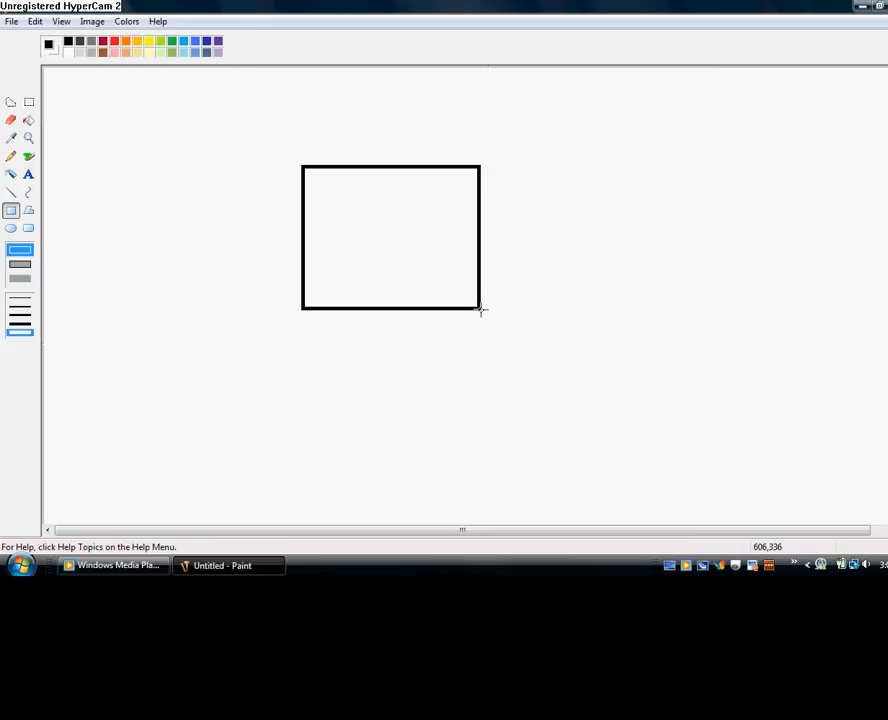 Unregistered HyperCam 2
File Edit View Image Colors Help
A
For Help, click Help Topics on the Help Menu.
606,336
Windows Media Pla...
Untitled - Paint